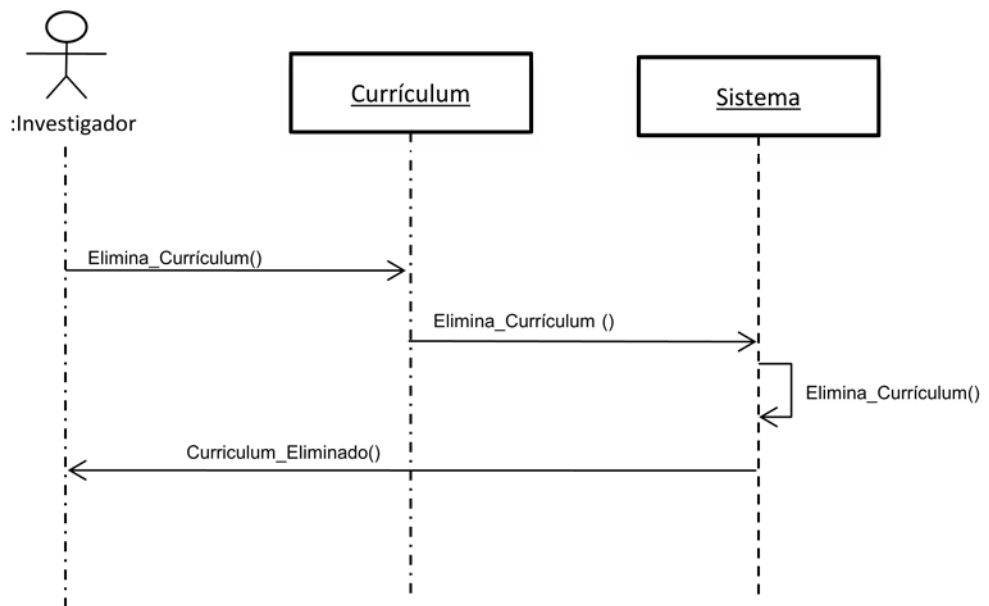 :Investigador
Currículum
Sistema
Elimina_Currículum()
Elimina_Currículum ()
Elimina_Currículum()
Curriculum_Eliminado()